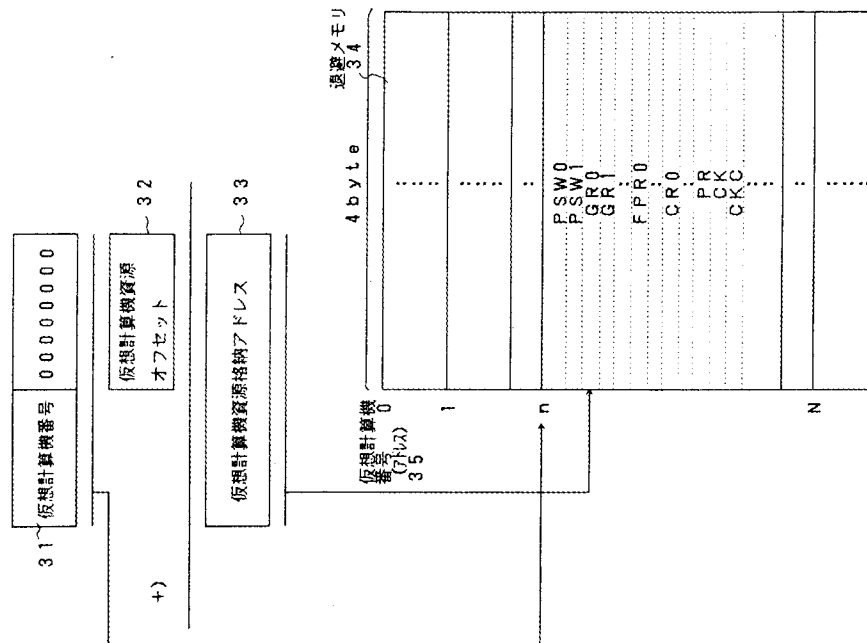 31 仮想計算機番号 00000000
+) 仮想計算機資源
オフセット 32
仮想計算機資源格納アドレス 33
仮想計算機
番号
(アドレス)
35
4byte
退避メモリ
34
0
1
n
PSW0
PSW1
GR0
GR1
FPR0
CR0
PR
CK
CKC
N